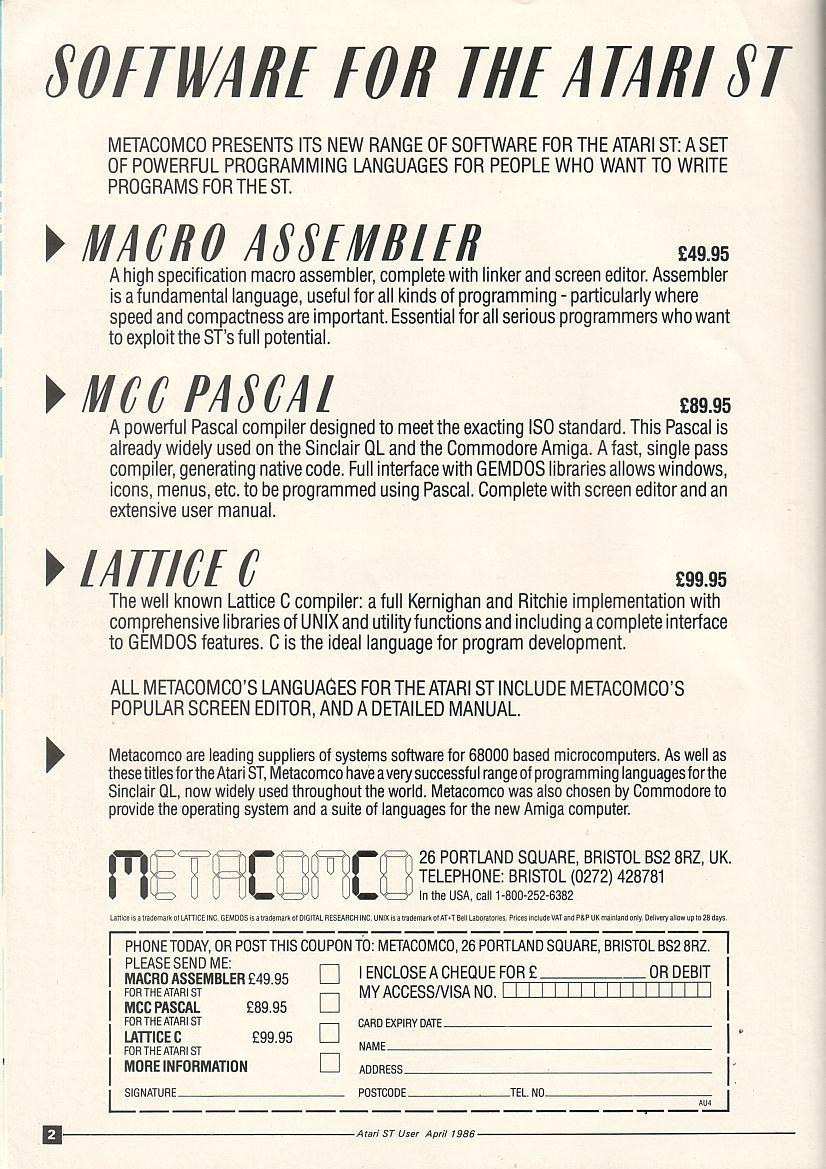 SOFTWARE FOR THE ATARI ST
METACOMCO PRESENTS ITS NEW RANGE OF SOFTWARE FOR THE ATARI ST: A SET
OF POWERFUL PROGRAMMING LANGUAGES FOR PEOPLE WHO WANT TO WRITE
PROGRAMS FOR THE ST.
MACRO ASSEMBLER £49.95
A high specification macro assembler, complete with linker and screen editor. Assembler
is a fundamental language, useful for all kinds of programming - particularly where
speed and compactness are important. Essential for all serious programmers who want
to exploit the ST's full potential.
MCC PASCAL £89.95
A powerful Pascal compiler designed to meet the exacting ISO standard. This Pascal is
already widely used on the Sinclair QL and the Commodore Amiga. A fast, single pass
compiler, generating native code. Full interface with GEMDOS libraries allows windows,
icons, menus, etc. to be programmed using Pascal. Complete with screen editor and an
extensive user manual.
LATTICE C £99.95
The well known Lattice C compiler: a full Kernighan and Ritchie implementation with
comprehensive libraries of UNIX and utility functions and including a complete interface
to GEMDOS features. C is the ideal language for program development.
ALL METACOMCO'S LANGUAGES FOR THE ATARI ST INCLUDE METACOMCO'S
POPULAR SCREEN EDITOR, AND A DETAILED MANUAL.
Metacomco are leading suppliers of systems software for 68000 based microcomputers. As well as
these titles for the Atari ST, Metacomco have a very successful range of programming languages for the
Sinclair QL, now widely used throughout the world. Metacomco was also chosen by Commodore to
provide the operating system and a suite of languages for the new Amiga computer.
METACOMCO
26 PORTLAND SQUARE, BRISTOL BS2 8RZ, UK.
TELEPHONE: BRISTOL (0272) 428781
In the USA, call 1-800-252-6382
Lattice is a trademark of LATTICE INC. GEMDOS is a trademark of DIGITAL RESEARCH INC. UNIX is a trademark of AT+T Bell Laboratories. Prices include VAT and P&P UK mainland only. Delivery allow up to 28 days.
PHONE TODAY, OR POST THIS COUPON TO: METACOMCO, 26 PORTLAND SQUARE, BRISTOL BS2 8RZ.
PLEASE SEND ME:
MACRO ASSEMBLER £49.95
FOR THE ATARI ST
MCC PASCAL £89.95
FOR THE ATARI ST
LATTICE C £99.95
FOR THE ATARI ST
MORE INFORMATION
SIGNATURE
I ENCLOSE A CHEQUE FOR £ OR DEBIT
MY ACCESS/VISA NO.
CARD EXPIRY DATE
NAME
ADDRESS
POSTCODE TEL. NO.
AU4
2 Atari ST User April 1986